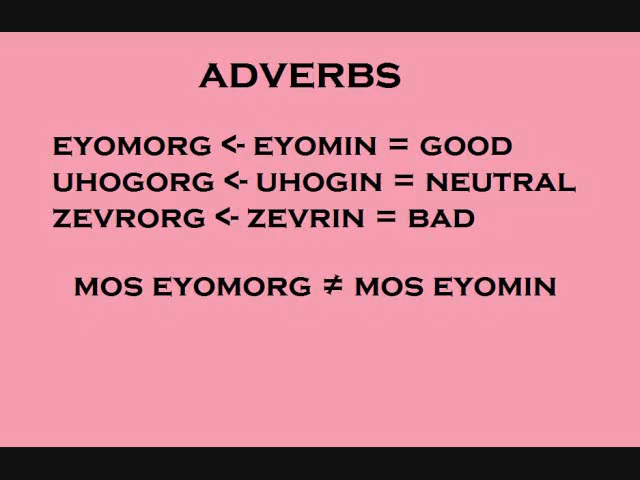 ADVERBS
EYOMORG <- EYOMIN = GOOD
UHOGORG <- UHOGIN = NEUTRAL
ZEVRORG <- ZEVRIN = BAD
MOS EYOMORG ≠ MOS EYOMIN